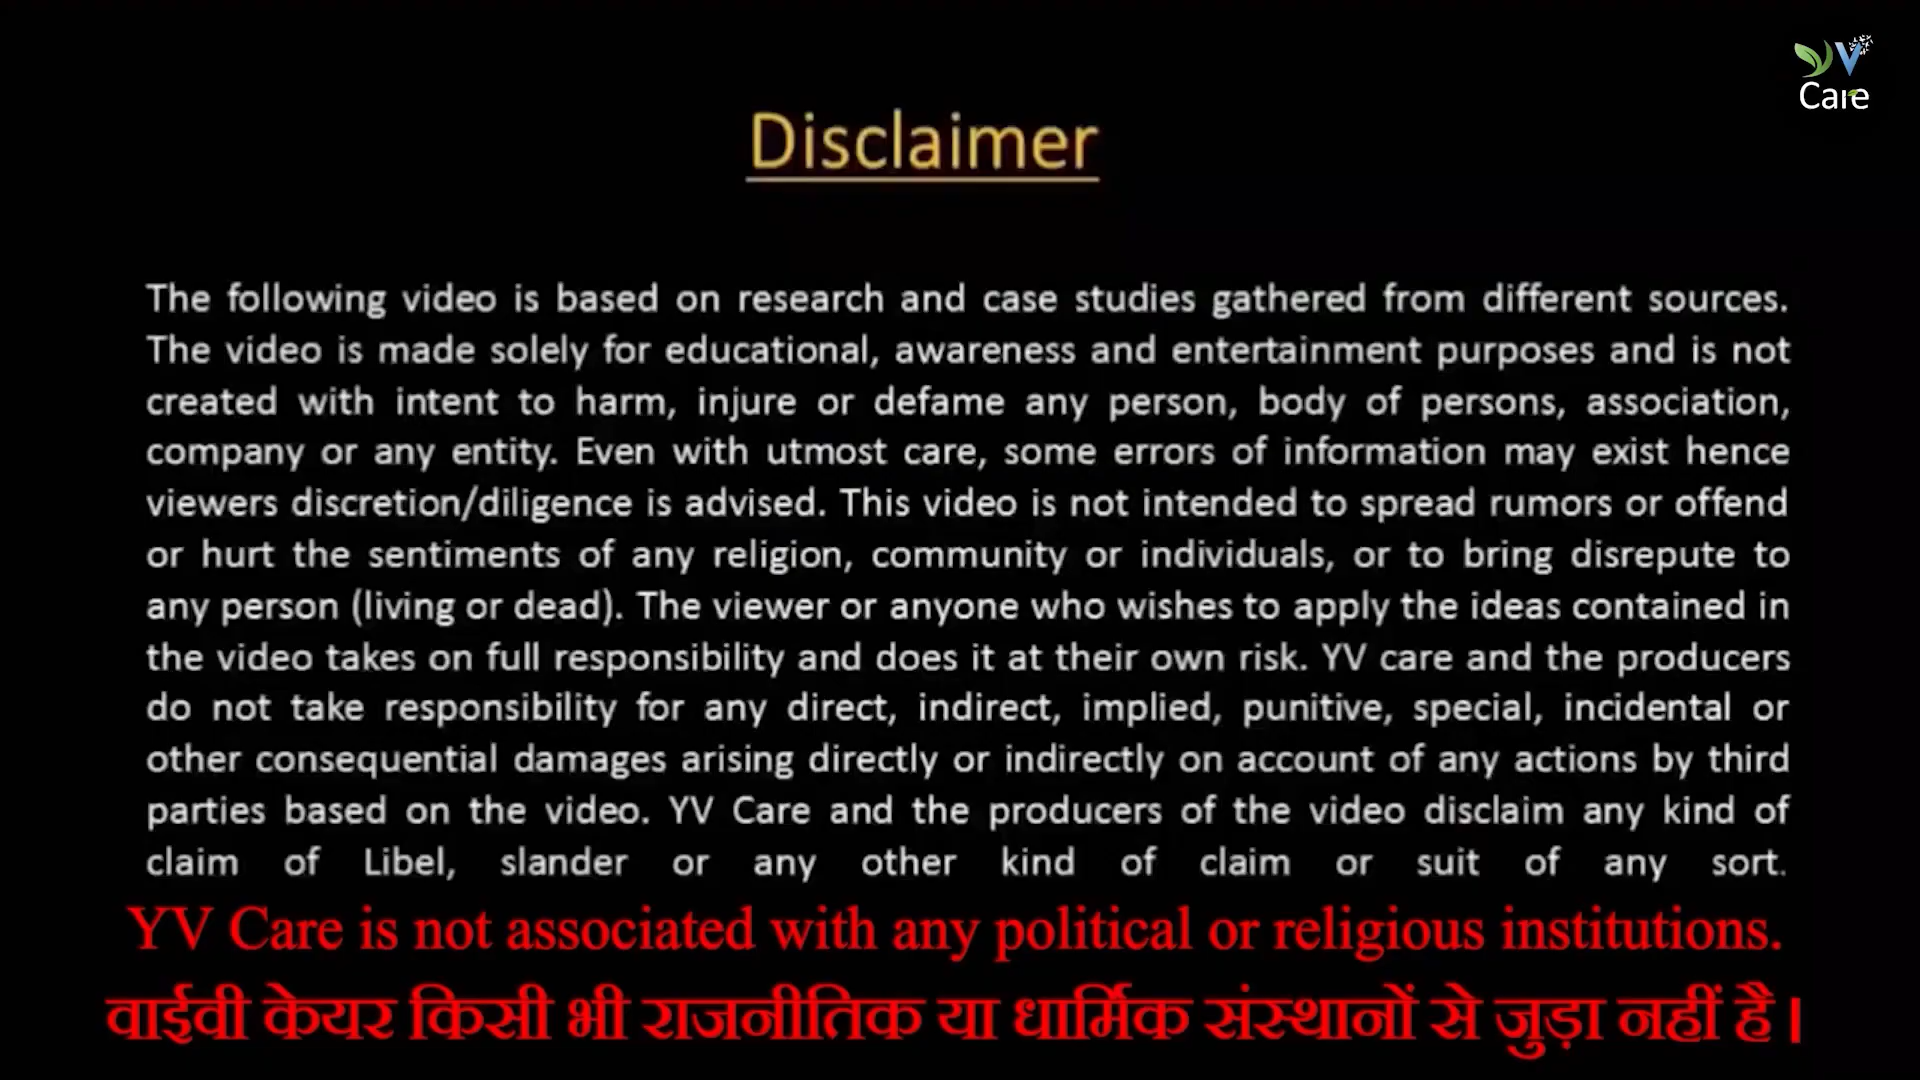 YV
Care
Disclaimer
The following video is based on research and case studies gathered from different sources.
The video is made solely for educational, awareness and entertainment purposes and is not
created with intent to harm, injure or defame any person, body of persons, association,
company or any entity. Even with utmost care, some errors of information may exist hence
viewers discretion/diligence is advised. This video is not intended to spread rumors or offend
or hurt the sentiments of any religion, community or individuals, or to bring disrepute to
any person (living or dead). The viewer or anyone who wishes to apply the ideas contained in
the video takes on full responsibility and does it at their own risk. YV care and the producers
do not take responsibility for any direct, indirect, implied, punitive, special, incidental or
other consequential damages arising directly or indirectly on account of any actions by third
parties based on the video. YV Care and the producers of the video disclaim any kind of
claim of Libel, slander or any other kind of claim or suit of any sort.
YV Care is not associated with any political or religious institutions.
वाईवी केयर किसी भी राजनीतिक या धार्मिक संस्थानों से जुड़ा नहीं है।